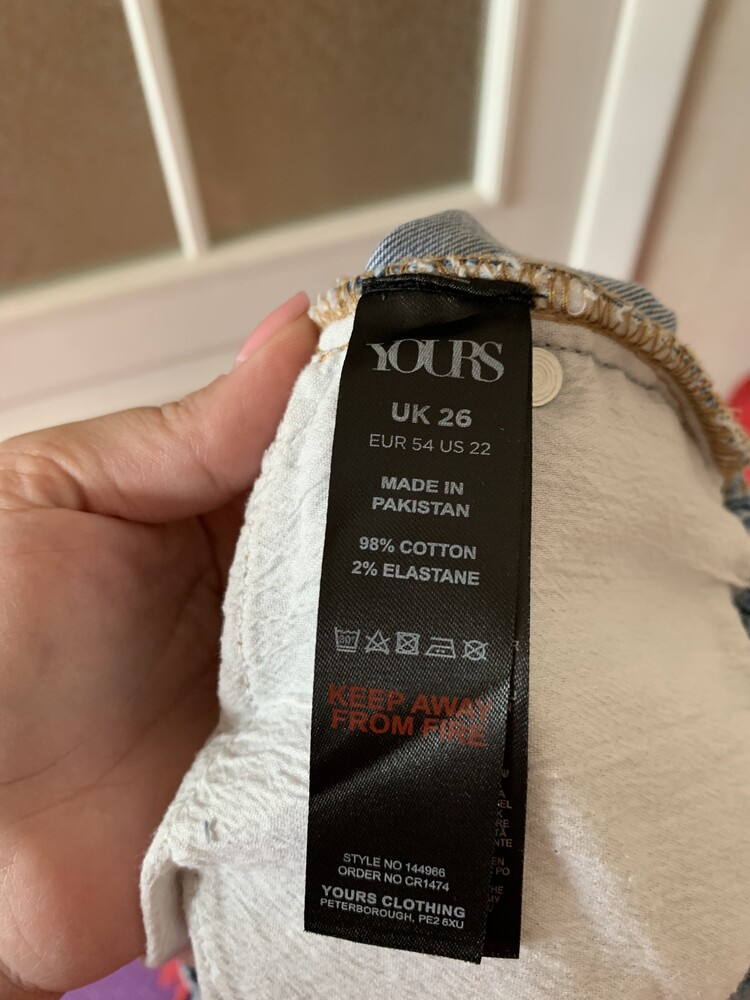 YOURS
UK 26
EUR 54 US 22
MADE IN
PAKISTAN
98% COTTON
2% ELASTANE
KEEP AWAY
FROM FIRE
STYLE NO 144966
ORDER NO CR1474
YOURS CLOTHING
PETERBOROUGH, PE2 6XU